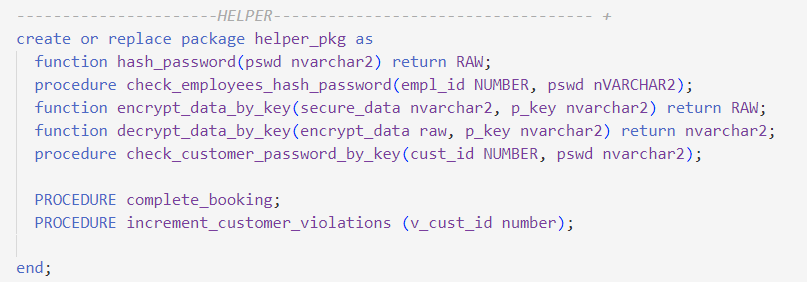 ----------------------HELPER----------------------------------- +
create or replace package helper_pkg as
  function hash_password(pswd nvarchar2) return RAW;
  procedure check_employees_hash_password(empl_id NUMBER, pswd nVARCHAR2);
  function encrypt_data_by_key(secure_data nvarchar2, p_key nvarchar2) return RAW;
  function decrypt_data_by_key(encrypt_data raw, p_key nvarchar2) return nvarchar2;
  procedure check_customer_password_by_key(cust_id NUMBER, pswd nvarchar2);
  PROCEDURE complete_booking;
  PROCEDURE increment_customer_violations (v_cust_id number);
end;